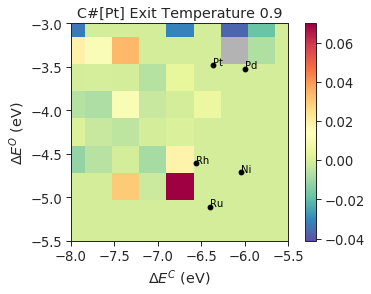 C#[Pt] Exit Temperature 0.9
−3.0
−3.5
−4.0
−4.5
−5.0
−5.5
ΔE^O (eV)
Pt
Pd
Rh
Ni
Ru
−8.0 −7.5 −7.0 −6.5 −6.0 −5.5
ΔE^C (eV)
0.06
0.04
0.02
0.00
−0.02
−0.04